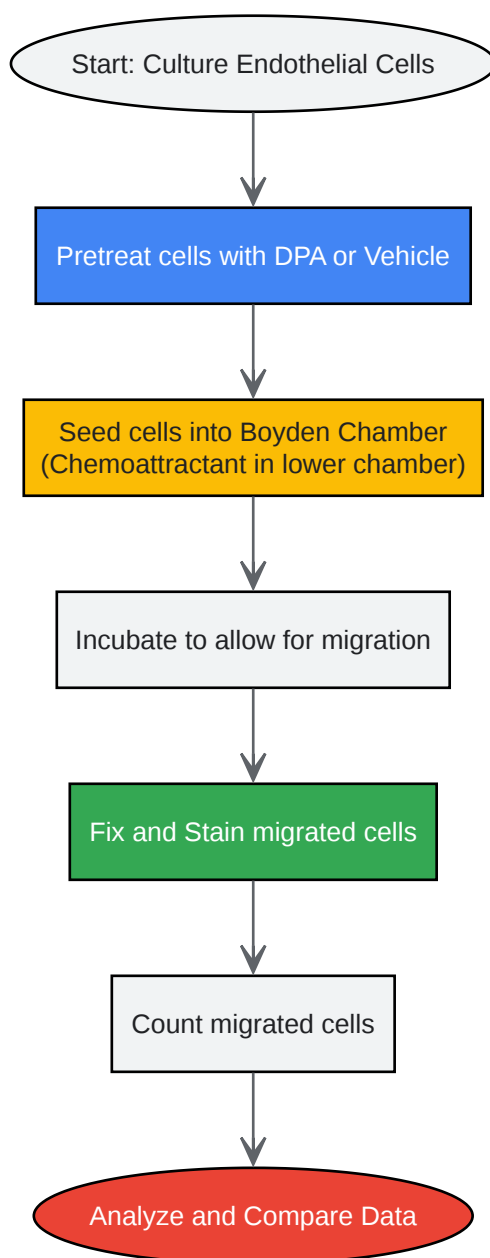 Start: Culture Endothelial Cells
Pretreat cells with DPA or Vehicle
Seed cells into Boyden Chamber
(Chemoattractant in lower chamber)
Incubate to allow for migration
Fix and Stain migrated cells
Count migrated cells
Analyze and Compare Data